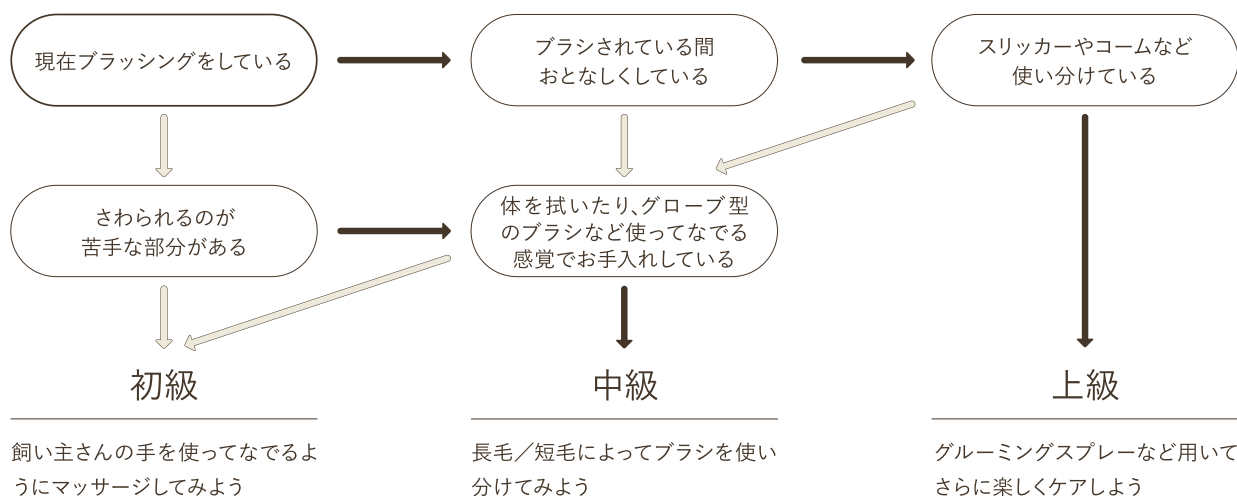 現在ブラッシングをしている
ブラシされている間
おとなしくしている
スリッカーやコームなど
使い分けている
さわられるのが
苦手な部分がある
体を拭いたり、グローブ型
のブラシなど使ってなでる
感覚でお手入れしている
初級
中級
上級
飼い主さんの手を使ってなでるよ
うにマッサージしてみよう
長毛／短毛によってブラシを使い
分けてみよう
グルーミングスプレーなど用いて
さらに楽しくケアしよう